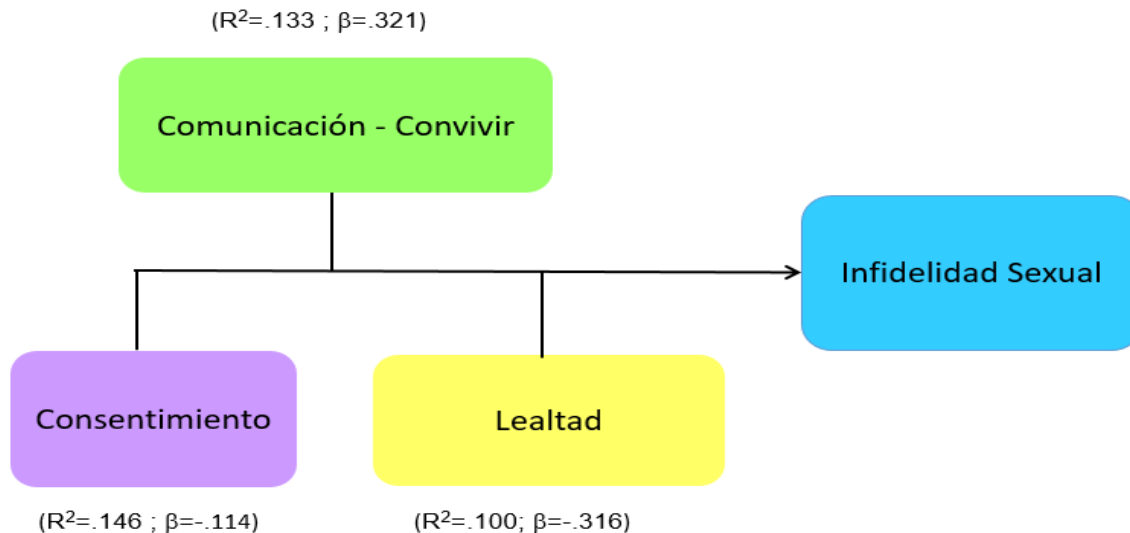 (R²=.133 ; β=.321)
Comunicación - Convivir
Infidelidad Sexual
Consentimiento
Lealtad
(R²=.146 ; β=-.114)
(R²=.100; β=-.316)